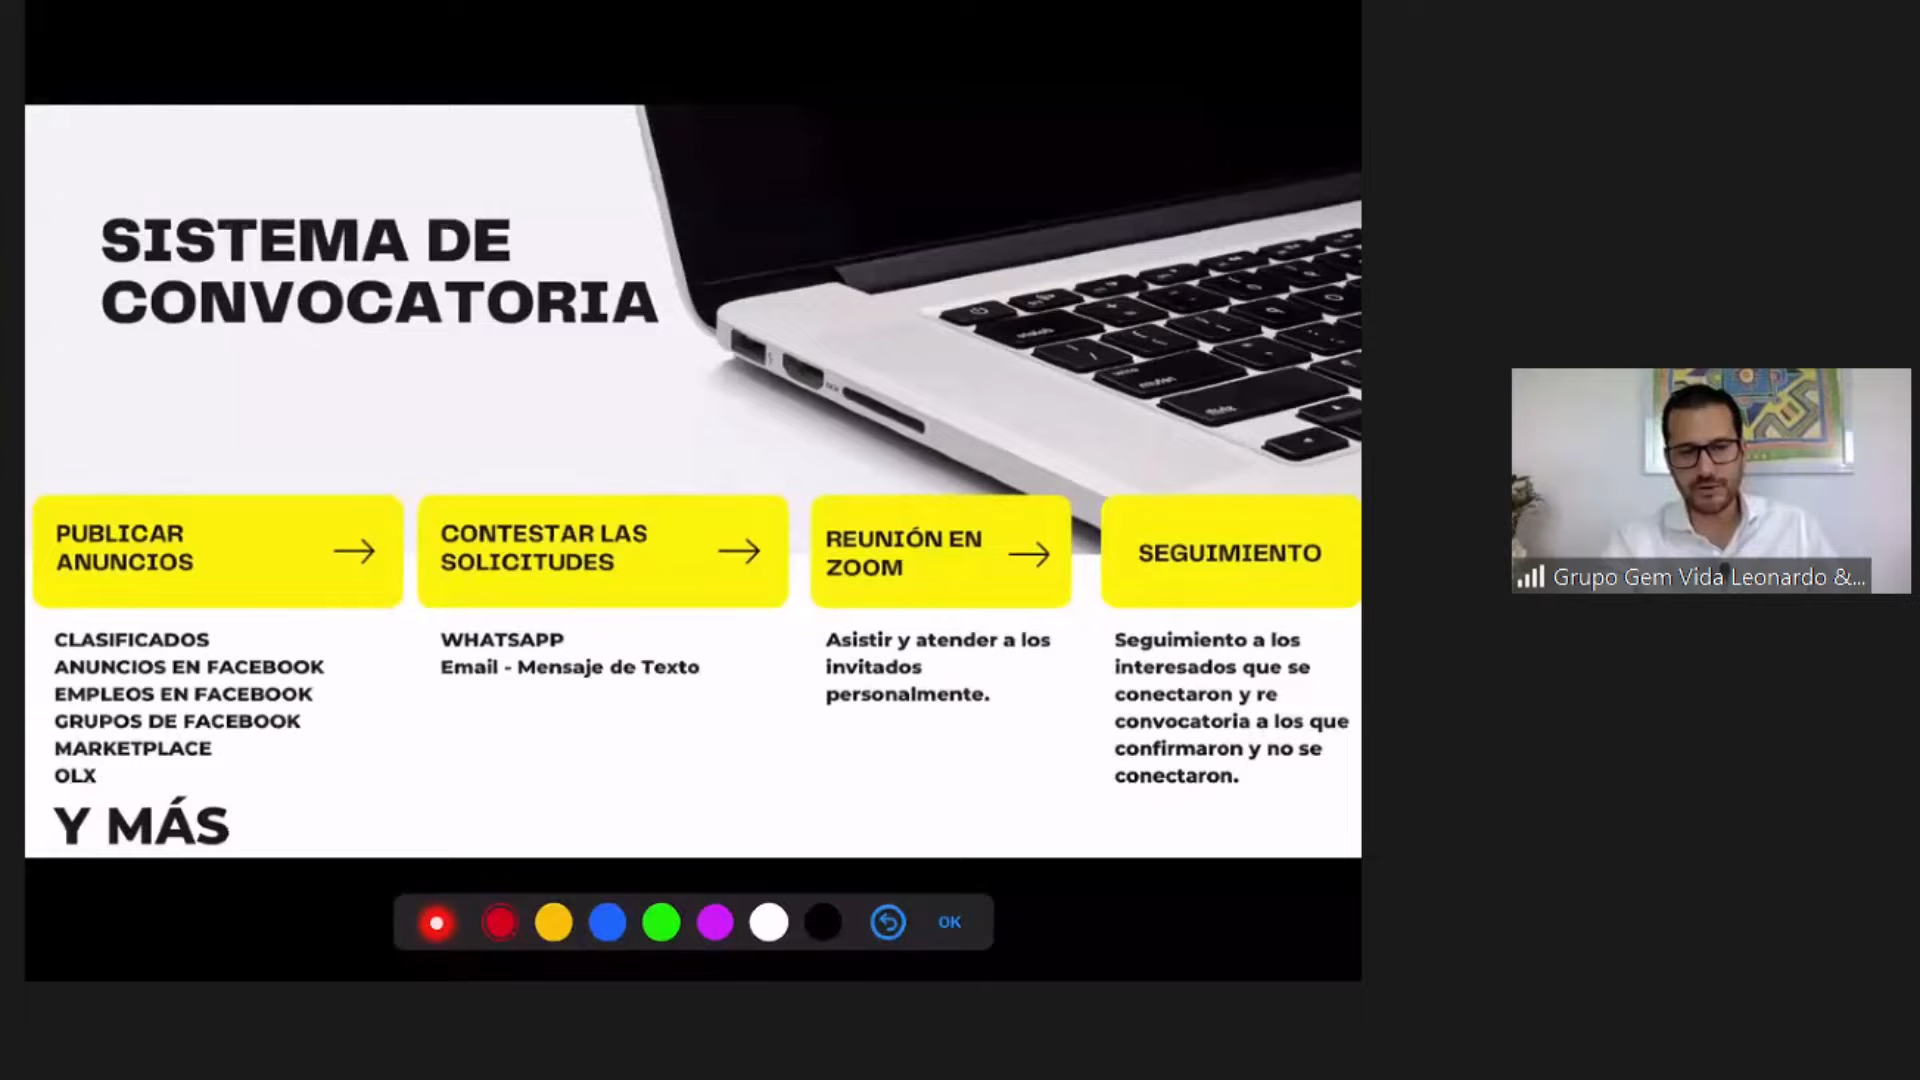 SISTEMA DE
CONVOCATORIA
PUBLICAR
ANUNCIOS
CLASIFICADOS
ANUNCIOS EN FACEBOOK
EMPLEOS EN FACEBOOK
GRUPOS DE FACEBOOK
MARKETPLACE
OLX
Y MÁS
CONTESTAR LAS
SOLICITUDES
WHATSAPP
Email - Mensaje de Texto
REUNIÓN EN
ZOOM
Asistir y atender a los
invitados
personalmente.
SEGUIMIENTO
Seguimiento a los
interesados que se
conectaron y re
convocatoria a los que
confirmaron y no se
conectaron.
OK
Grupo Gem Vida Leonardo &...